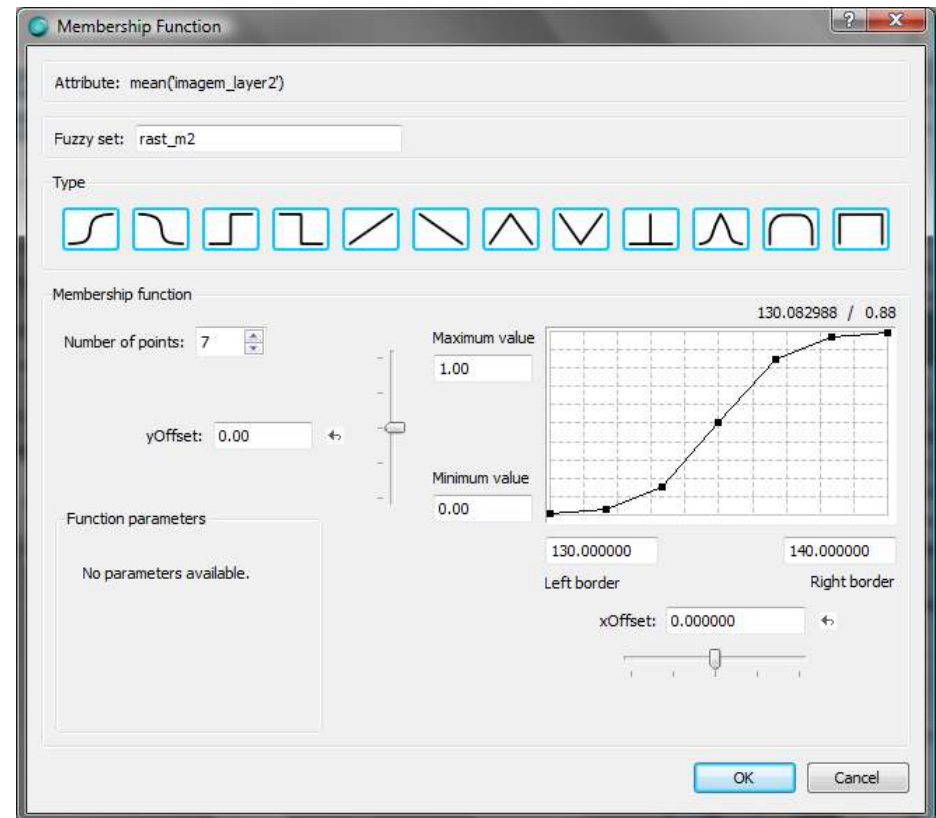 Membership Function
Attribute: mean('imagem_layer2')
Fuzzy set: rast_m2
Type
Membership function
130.082988 / 0.88
Number of points: 7
Maximum value
1.00
yOffset: 0.00
Minimum value
0.00
Function parameters
No parameters available.
130.000000 140.000000
Left border Right border
xOffset: 0.000000
OK Cancel